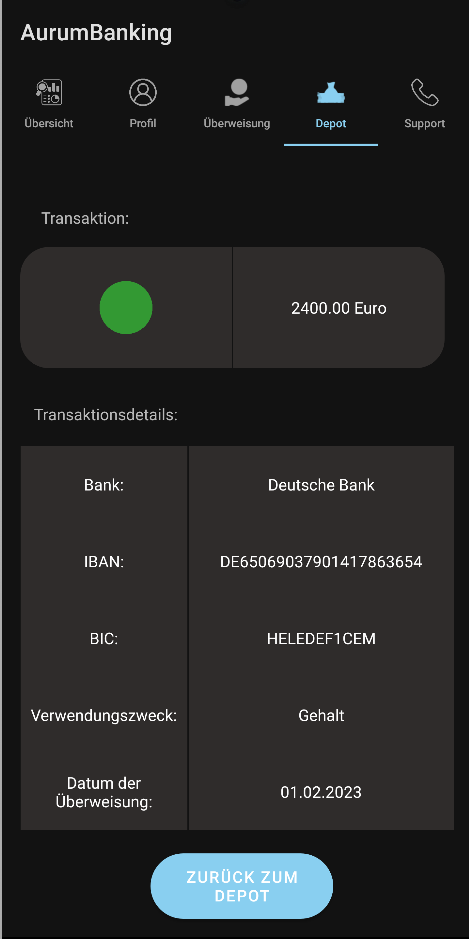 AurumBanking
Übersicht
Profil
Überweisung
Depot
Support
Transaktion:
2400.00 Euro
Transaktionsdetails:
Bank:
Deutsche Bank
IBAN:
DE65069037901417863654
BIC:
HELEDEF1CEM
Verwendungszweck:
Gehalt
Datum der
Überweisung:
01.02.2023
ZURÜCK ZUM
DEPOT